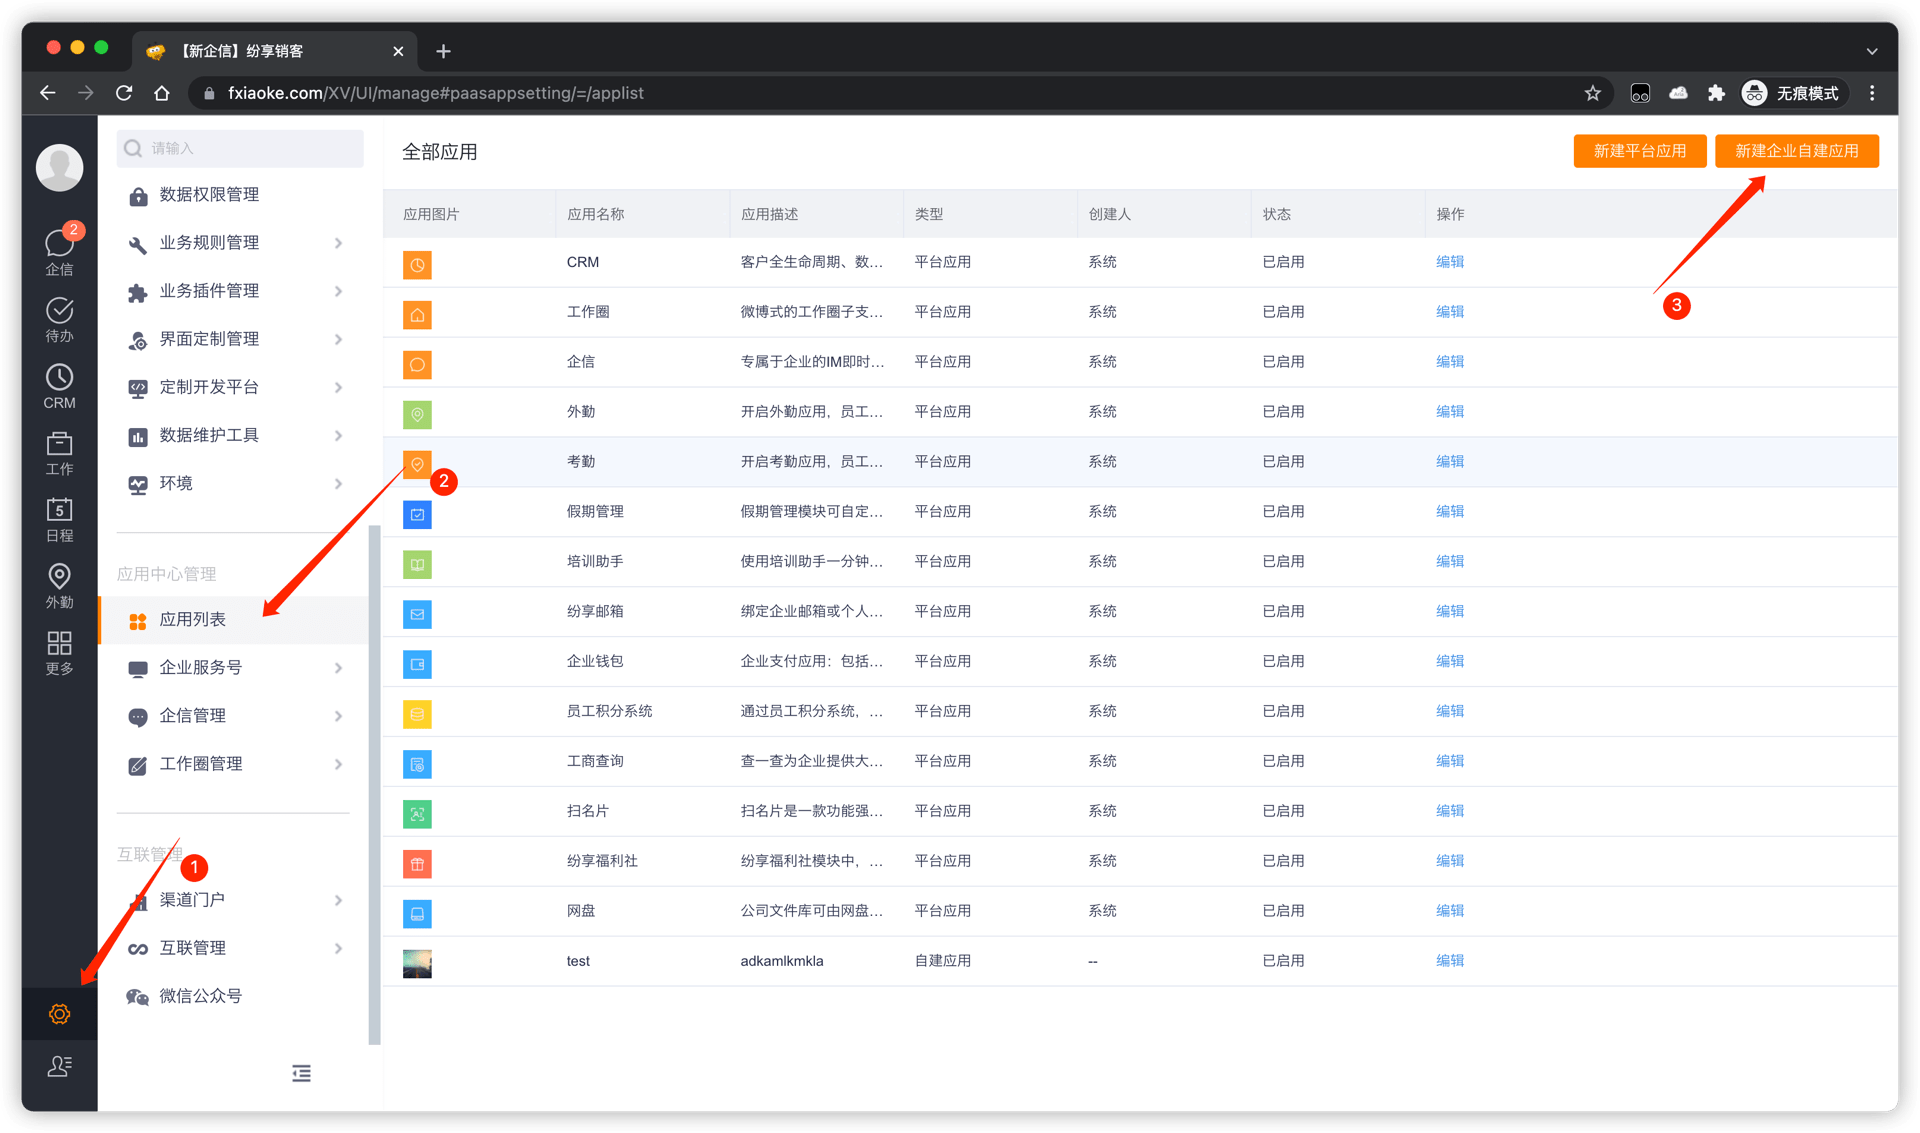 【新企信】纷享销客
fxiaoke.com/XV/UI/manage#paasappsetting/=/applist
无痕模式
2
企信
待办
CRM
工作
5
日程
外勤
更多
请输入
数据权限管理
业务规则管理
业务插件管理
界面定制管理
定制开发平台
数据维护工具
环境
应用中心管理
应用列表
企业服务号
企信管理
工作圈管理
互联管理
1
渠道门户
互联管理
微信公众号
全部应用
新建平台应用
新建企业自建应用
应用图片 应用名称 应用描述 类型 创建人 状态 操作
CRM 客户全生命周期、数... 平台应用 系统 已启用 编辑
3
工作圈 微博式的工作圈子支... 平台应用 系统 已启用 编辑
企信 专属于企业的IM即时... 平台应用 系统 已启用 编辑
外勤 开启外勤应用，员工... 平台应用 系统 已启用 编辑
考勤 开启考勤应用，员工... 平台应用 系统 已启用 编辑
2
假期管理 假期管理模块可自定... 平台应用 系统 已启用 编辑
培训助手 使用培训助手一分钟... 平台应用 系统 已启用 编辑
纷享邮箱 绑定企业邮箱或个人... 平台应用 系统 已启用 编辑
企业钱包 企业支付应用：包括... 平台应用 系统 已启用 编辑
员工积分系统 通过员工积分系统，... 平台应用 系统 已启用 编辑
工商查询 查一查为企业提供大... 平台应用 系统 已启用 编辑
扫名片 扫名片是一款功能强... 平台应用 系统 已启用 编辑
纷享福利社 纷享福利社模块中，... 平台应用 系统 已启用 编辑
网盘 公司文件库可由网盘... 平台应用 系统 已启用 编辑
test adkamlkmkla 自建应用 -- 已启用 编辑